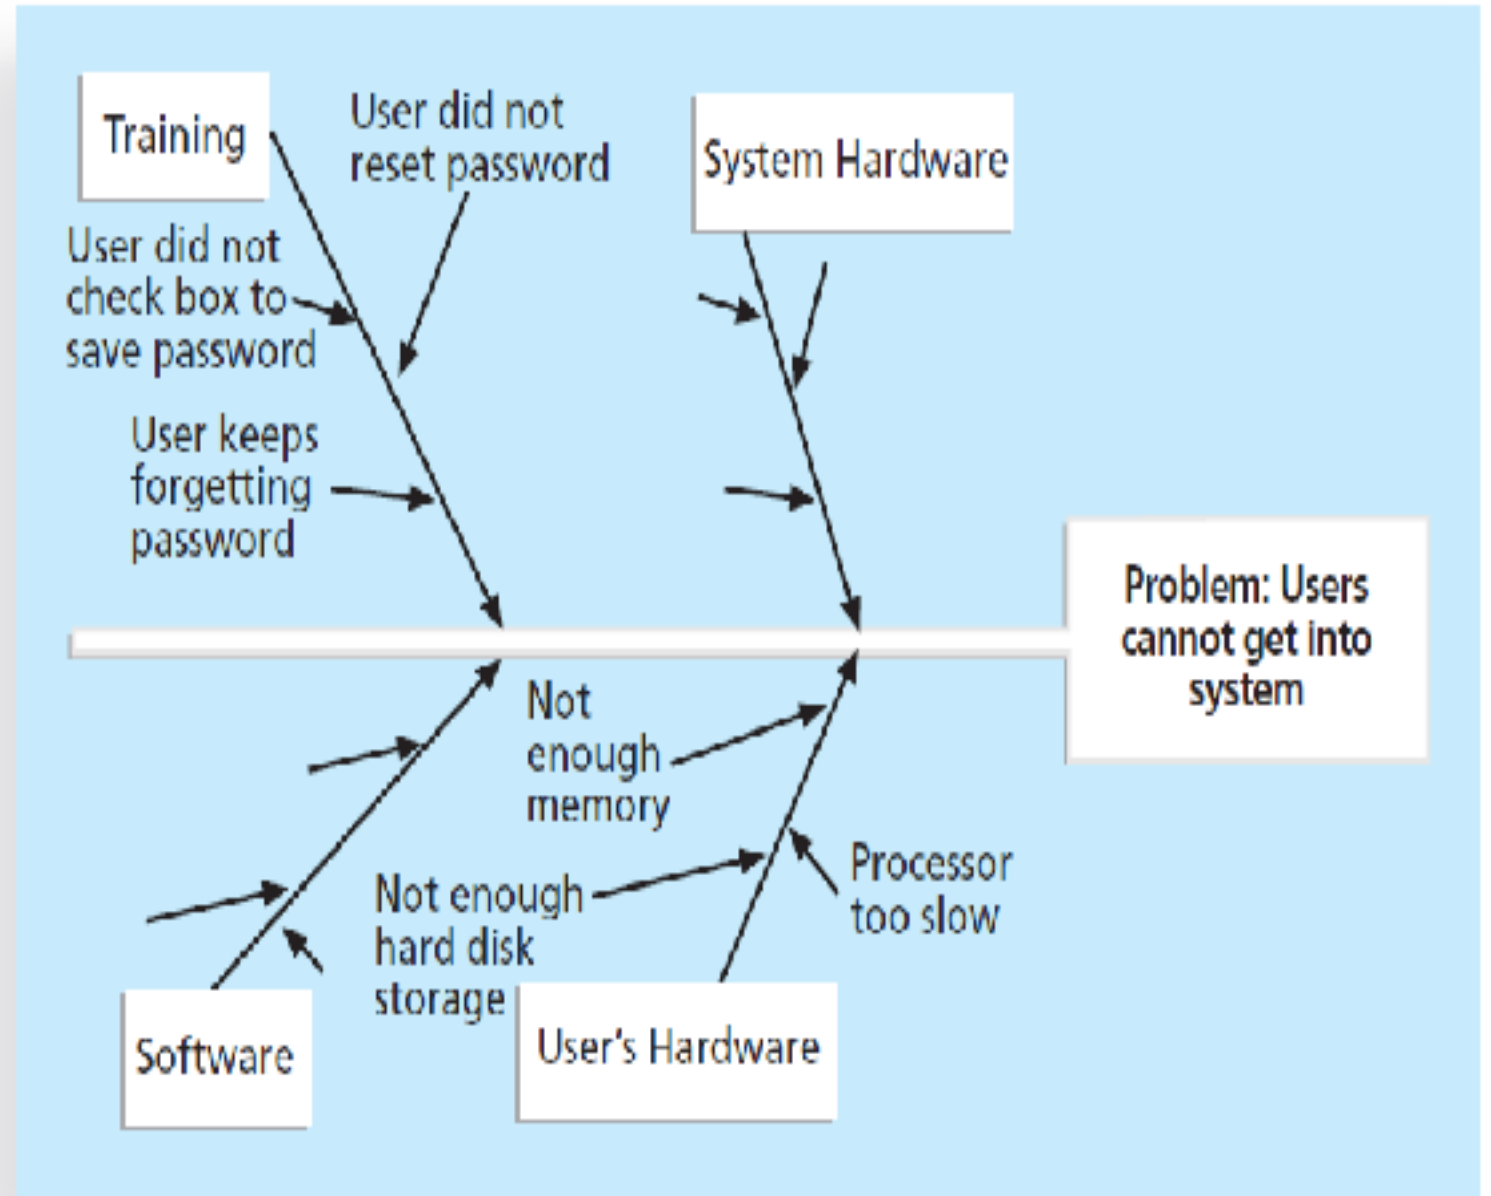 Training
User did not
reset password
System Hardware
User did not
check box to
save password
User keeps
forgetting
password
Problem: Users
cannot get into
system
Not
enough
memory
Not enough
hard disk
storage
Processor
too slow
Software
User's Hardware